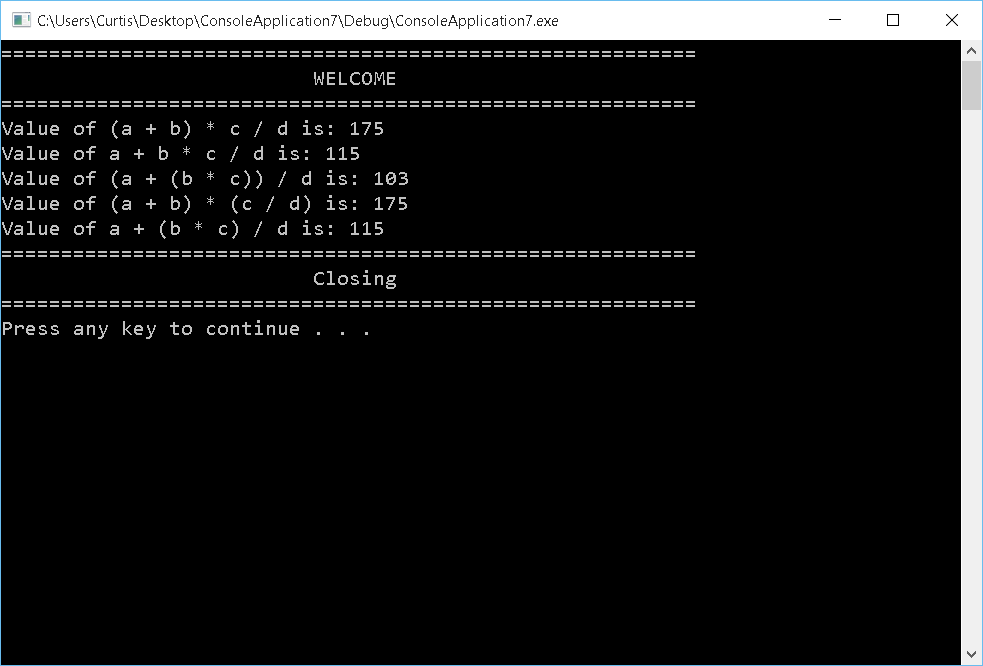 C:\Users\Curtis\Desktop\ConsoleApplication7\Debug\ConsoleApplication7.exe
==========================================================
WELCOME
==========================================================
Value of (a + b) * c / d is: 175
Value of a + b * c / d is: 115
Value of (a + (b * c)) / d is: 103
Value of (a + b) * (c / d) is: 175
Value of a + (b * c) / d is: 115
==========================================================
Closing
==========================================================
Press any key to continue . . .